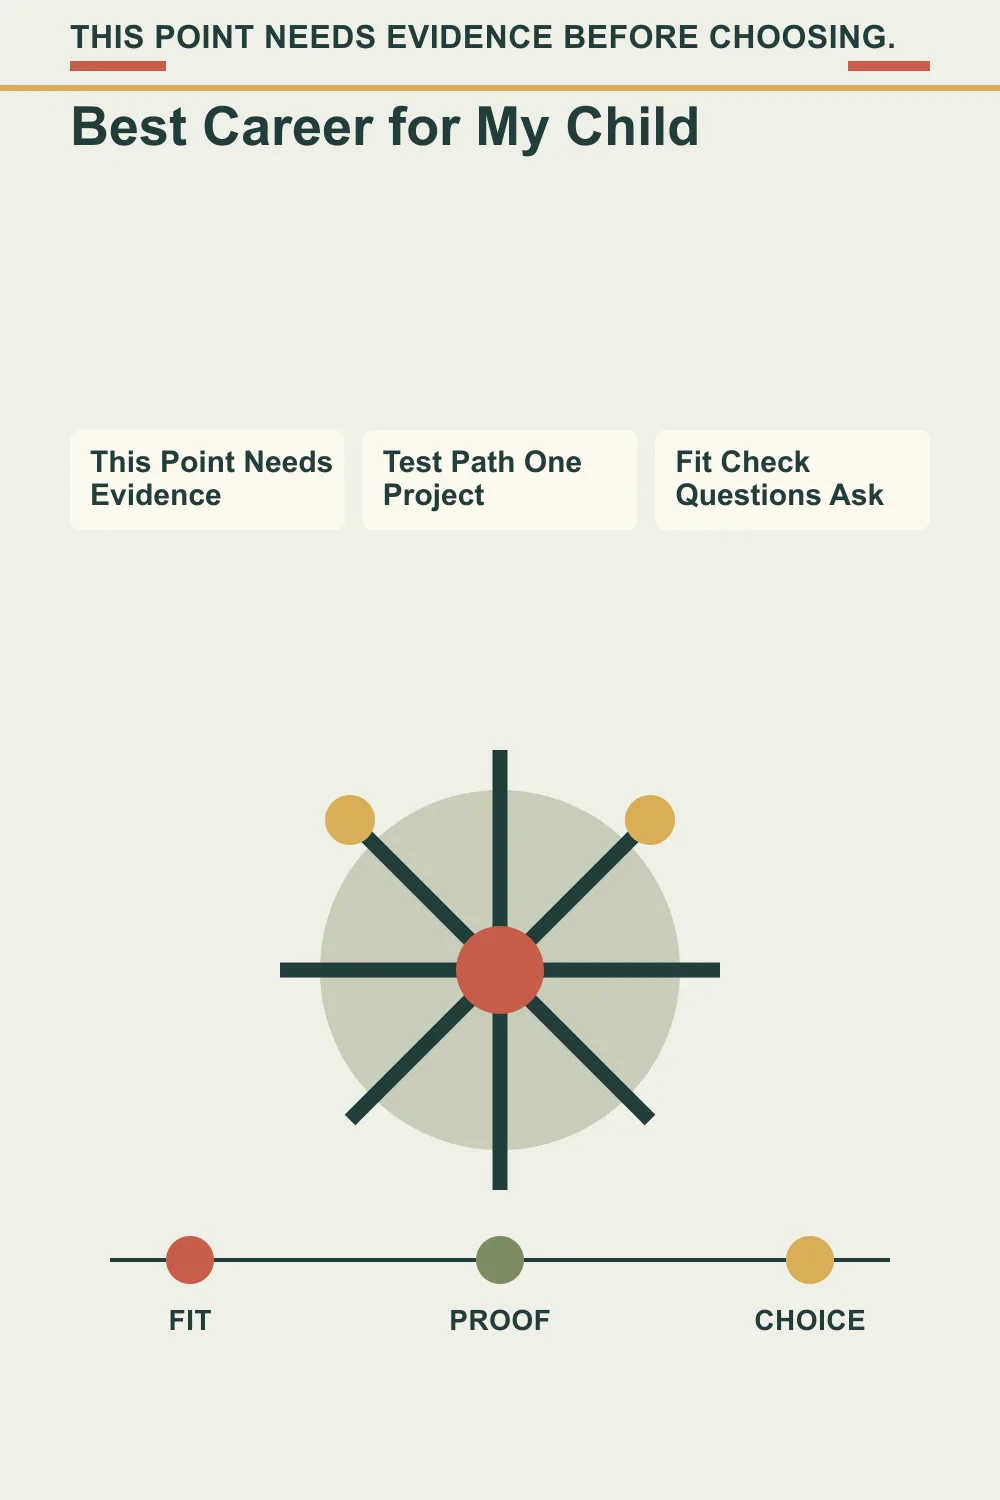 THIS POINT NEEDS EVIDENCE BEFORE CHOOSING.
Best Career for My Child
This Point Needs
Evidence
Test Path One
Project
Fit Check
Questions Ask
FIT
PROOF
CHOICE